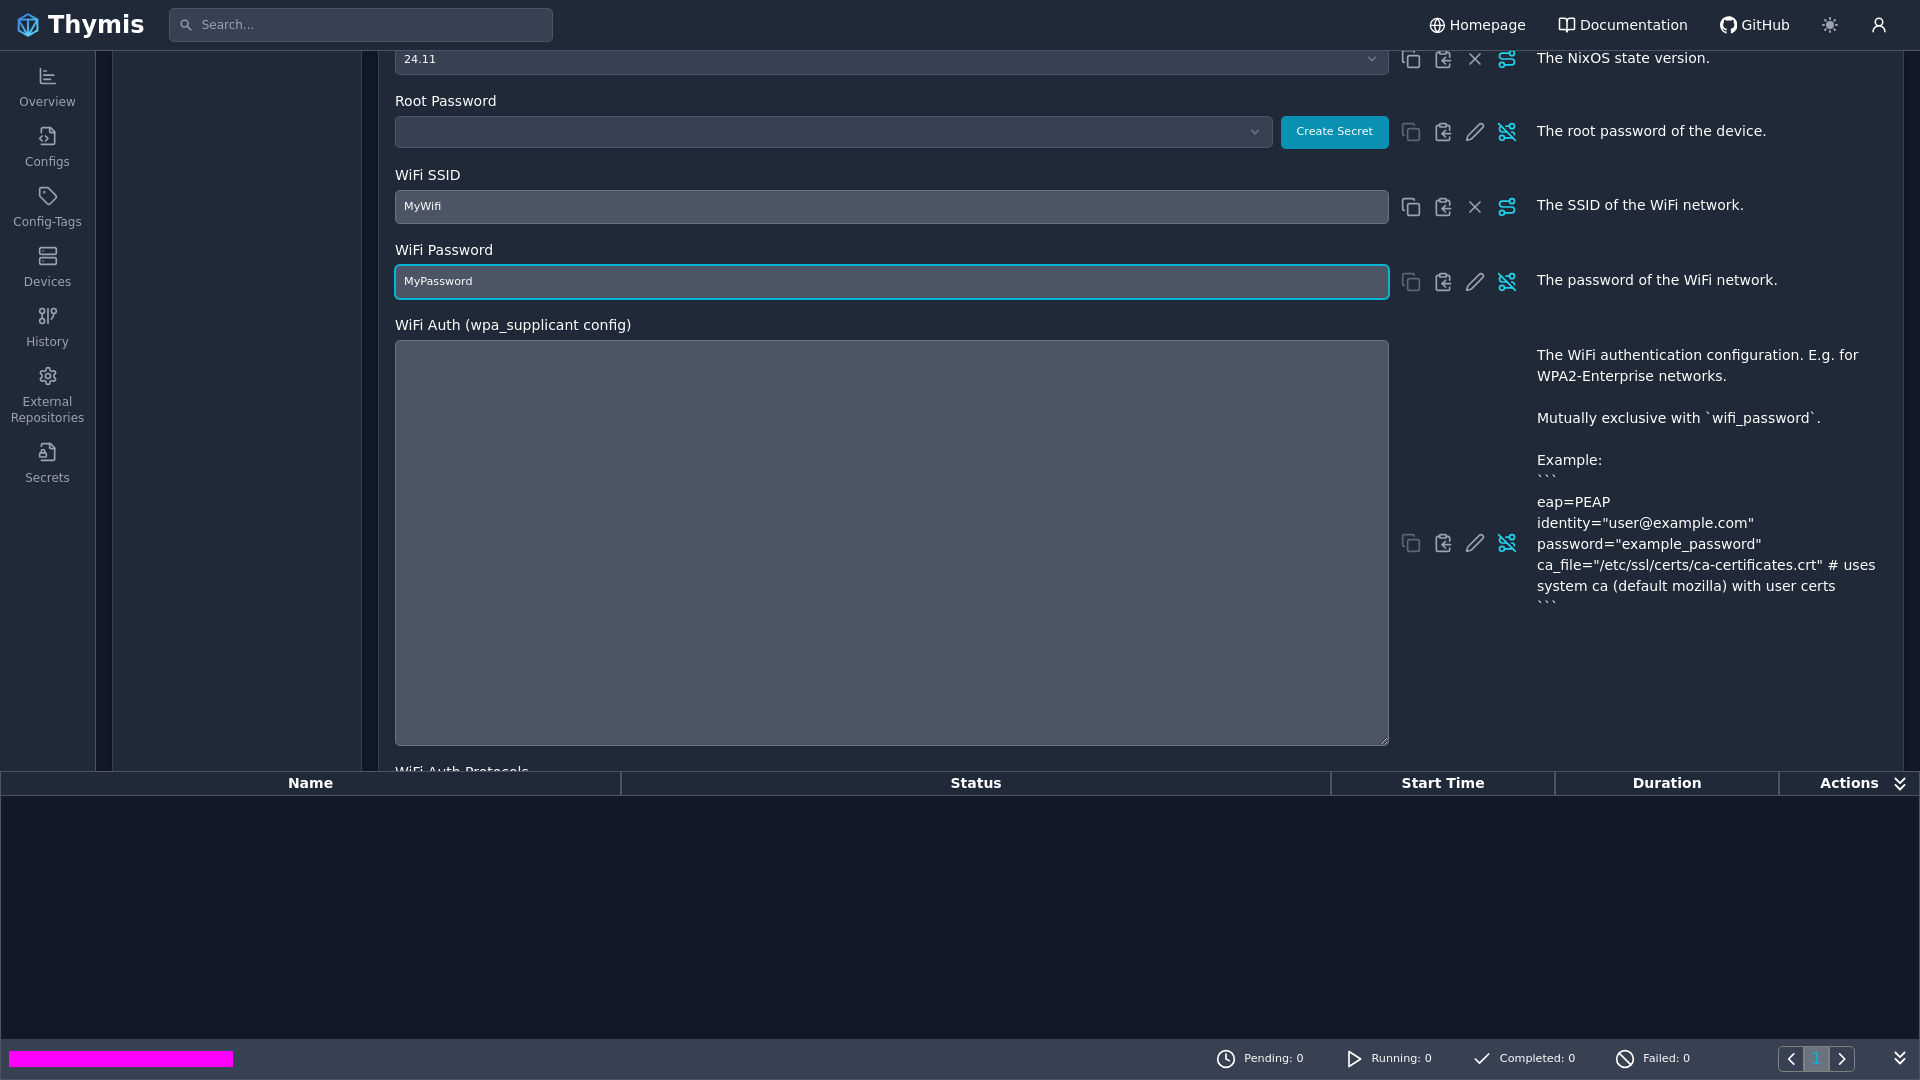 Thymis
Search...
Homepage
Documentation
GitHub
Overview
Configs
Config-Tags
Devices
History
External
Repositories
Secrets
24.11
The NixOS state version.
Root Password
Create Secret
The root password of the device.
WiFi SSID
MyWifi
The SSID of the WiFi network.
WiFi Password
MyPassword
The password of the WiFi network.
WiFi Auth (wpa_supplicant config)
The WiFi authentication configuration. E.g. for
WPA2-Enterprise networks.
Mutually exclusive with `wifi_password`.
Example:
```
eap=PEAP
identity="user@example.com"
password="example_password"
ca_file="/etc/ssl/certs/ca-certificates.crt" # uses
system ca (default mozilla) with user certs
```
WiFi Auth Protocols
Name
Status
Start Time
Duration
Actions
Pending: 0
Running: 0
Completed: 0
Failed: 0
1